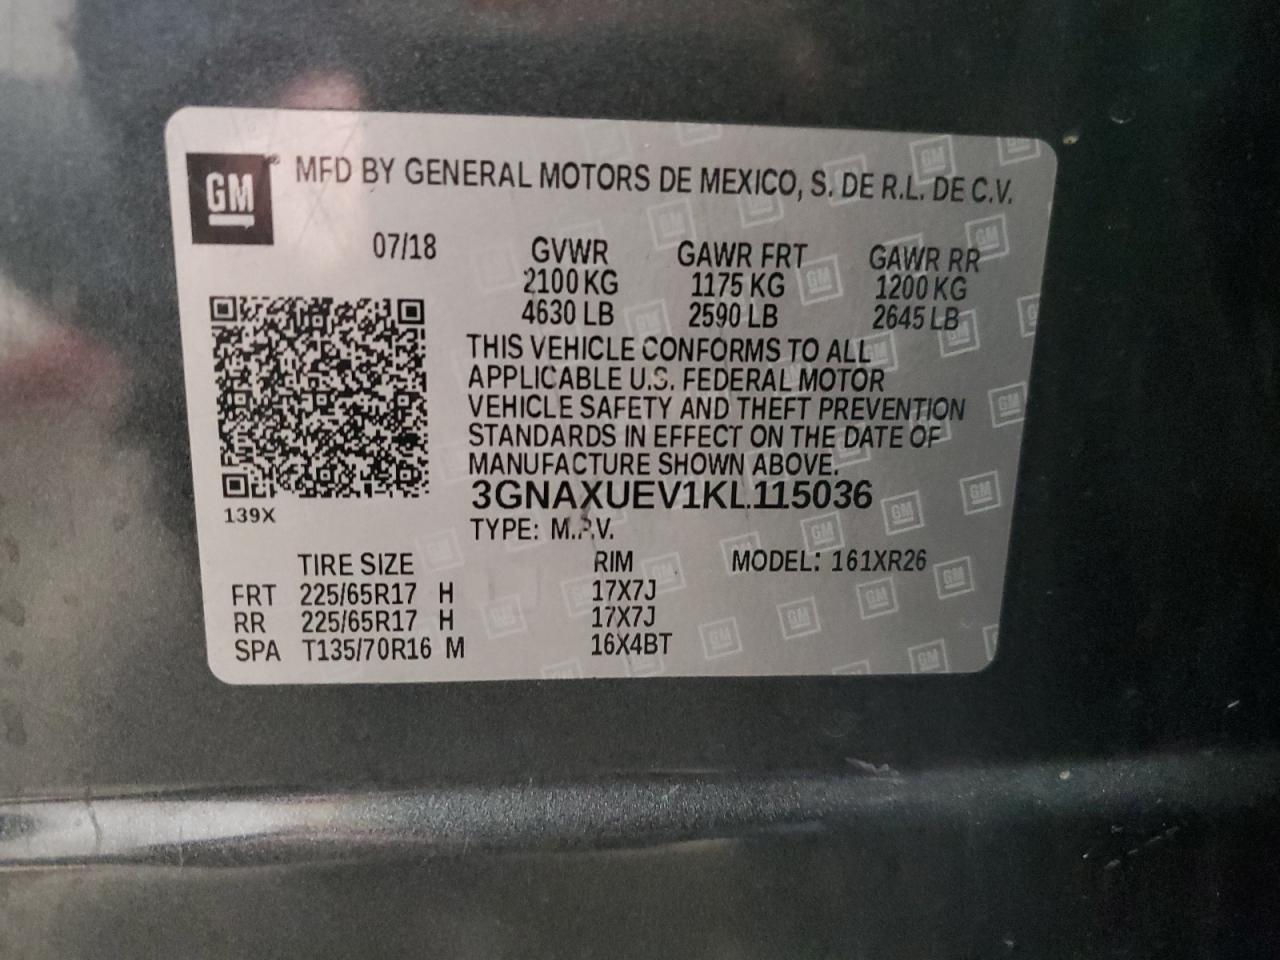 GM® MFD BY GENERAL MOTORS DE MEXICO, S. DE R.L. DE C.V.
07/18 GVWR GAWR FRT GAWR RR
2100 KG 1175 KG 1200 KG
4630 LB 2590 LB 2645 LB
THIS VEHICLE CONFORMS TO ALL
APPLICABLE U.S. FEDERAL MOTOR
VEHICLE SAFETY AND THEFT PREVENTION
STANDARDS IN EFFECT ON THE DATE OF
MANUFACTURE SHOWN ABOVE.
3GNAXUEV1KL115036
139X
TYPE: M.P.V.
TIRE SIZE RIM MODEL: 161XR26
FRT 225/65R17 H 17X7J
RR 225/65R17 H 17X7J
SPA T135/70R16 M 16X4BT